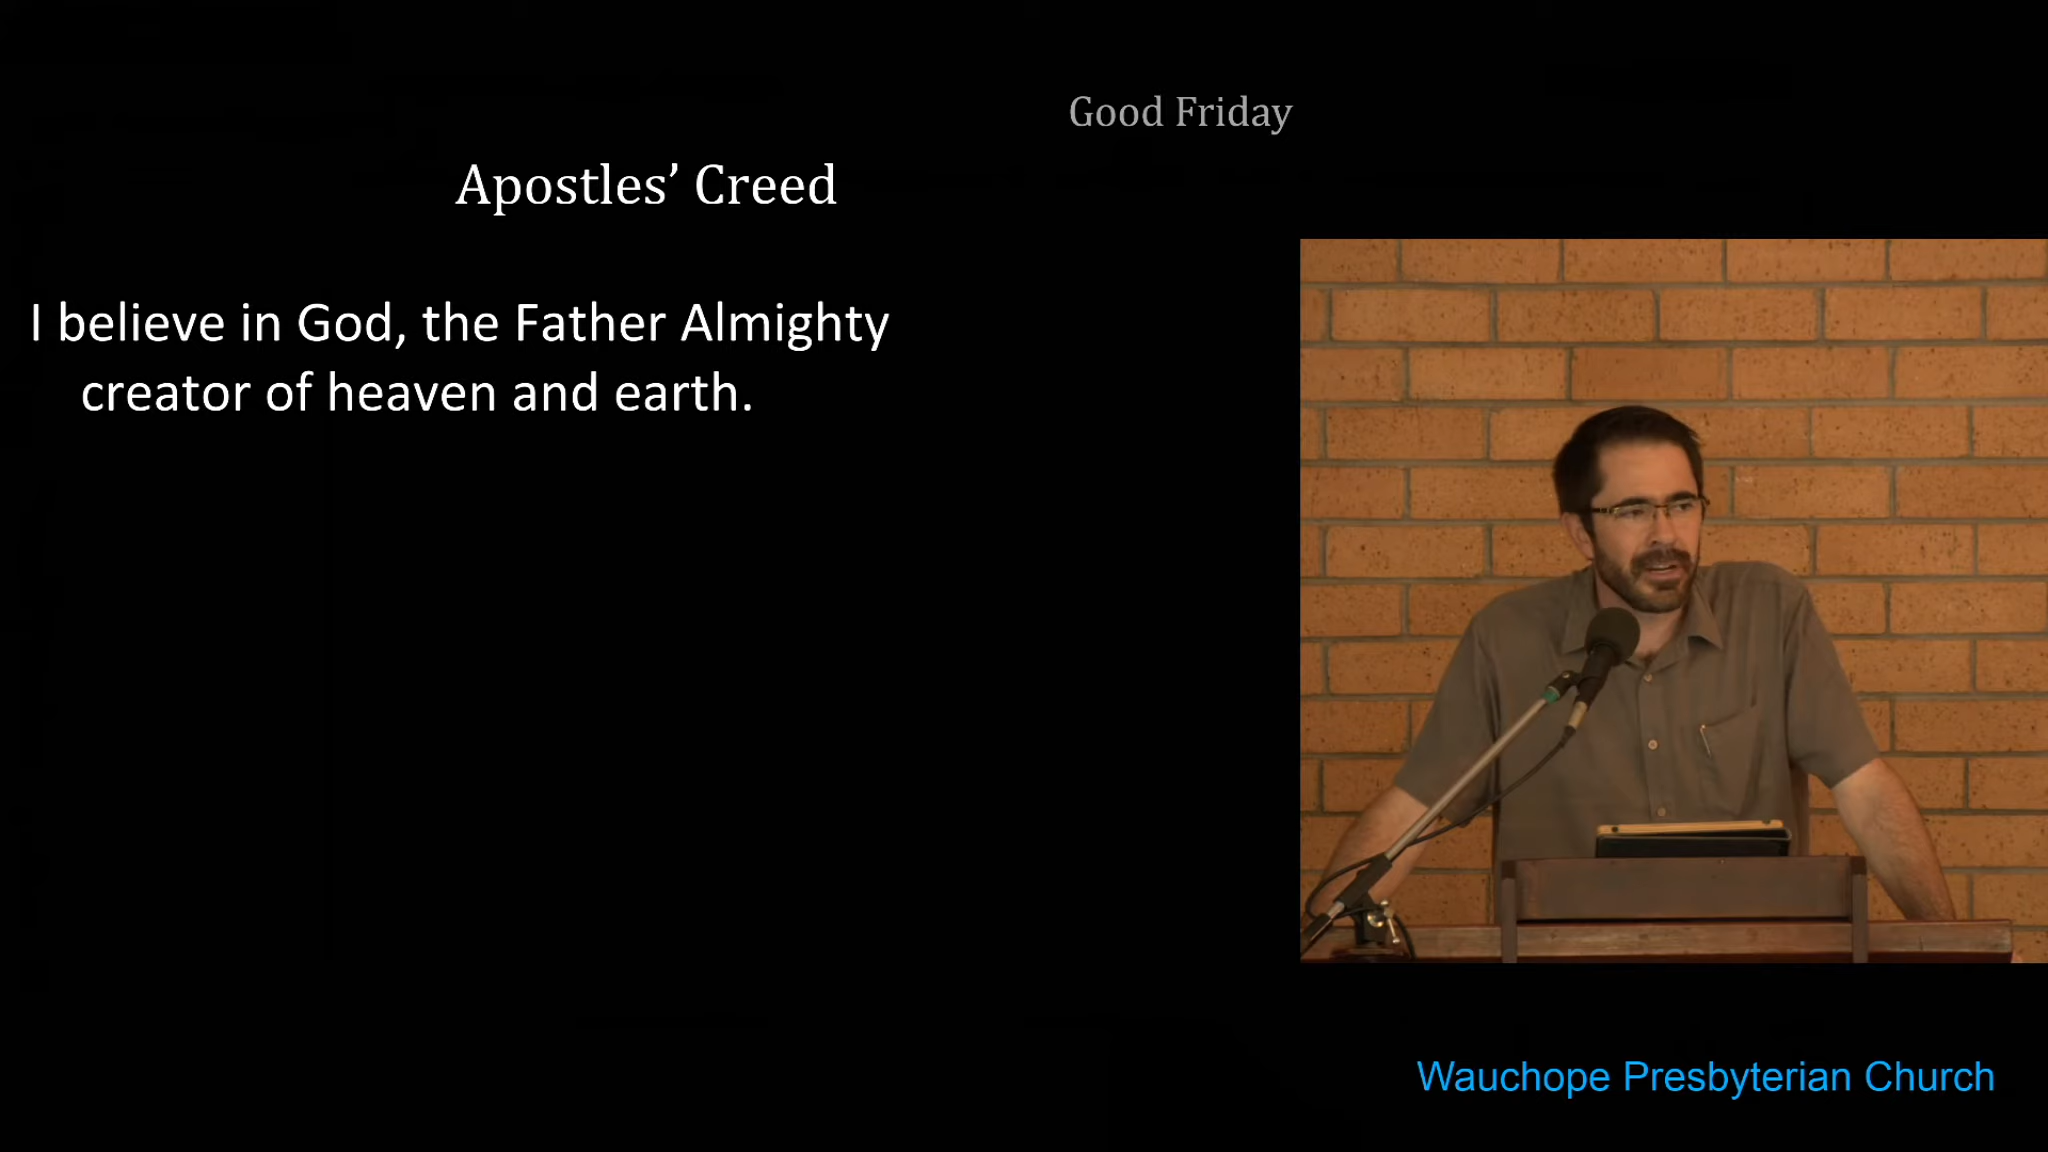 Good Friday
Apostles’ Creed
I believe in God, the Father Almighty
creator of heaven and earth.
Wauchope Presbyterian Church